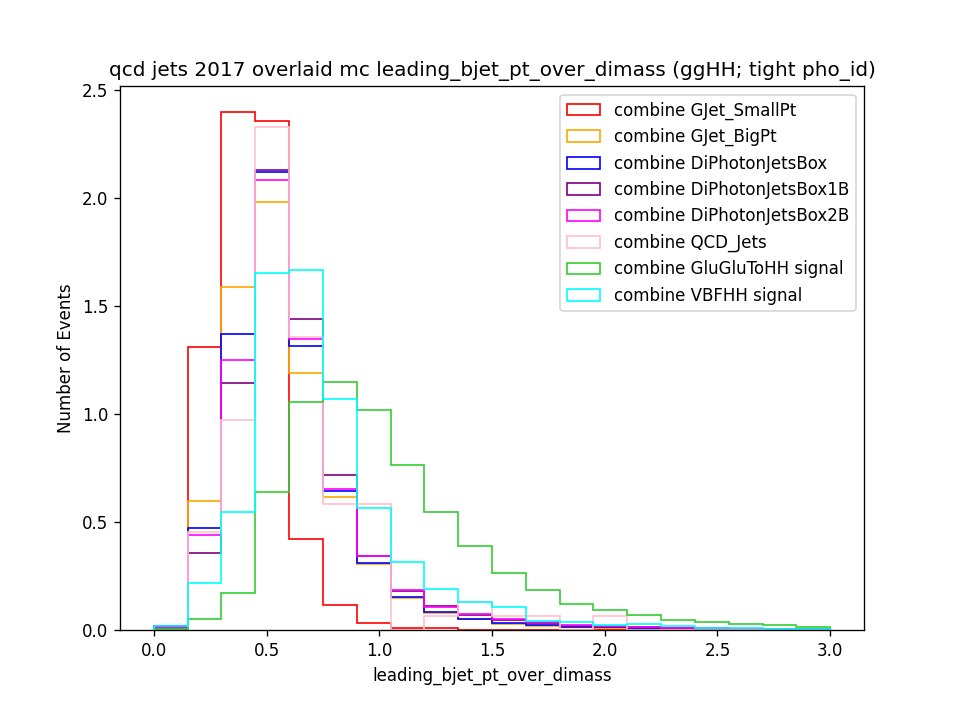 qcd jets 2017 overlaid mc leading_bjet_pt_over_dimass (ggHH; tight pho_id)
combine GJet_SmallPt
combine GJet_BigPt
combine DiPhotonJetsBox
combine DiPhotonJetsBox1B
combine DiPhotonJetsBox2B
combine QCD_Jets
combine GluGluToHH signal
combine VBFHH signal
Number of Events
2.5
2.0
1.5
1.0
0.5
0.0
0.0 0.5 1.0 1.5 2.0 2.5 3.0
leading_bjet_pt_over_dimass